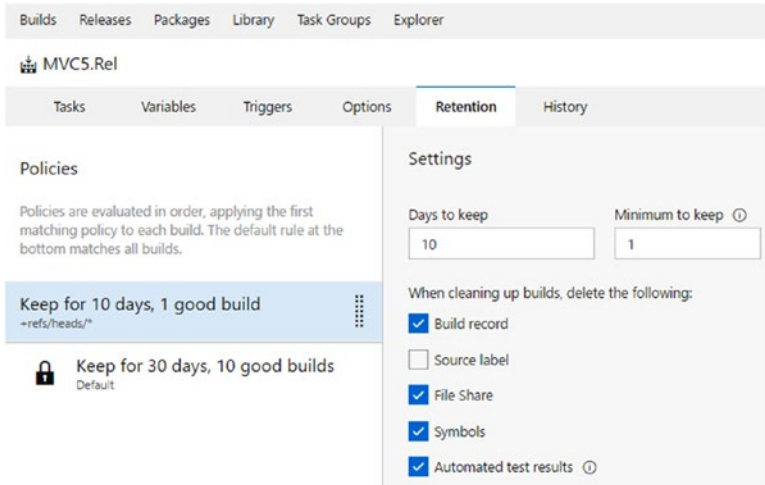 Builds Releases Packages Library Task Groups Explorer
MVC5.Rel
Tasks Variables Triggers Options Retention History
Policies
Policies are evaluated in order, applying the first
matching policy to each build. The default rule at the
bottom matches all builds.
Keep for 10 days, 1 good build
+refs/heads/*
Keep for 30 days, 10 good builds
Default
Settings
Days to keep Minimum to keep
10 1
When cleaning up builds, delete the following:
Build record
Source label
File Share
Symbols
Automated test results